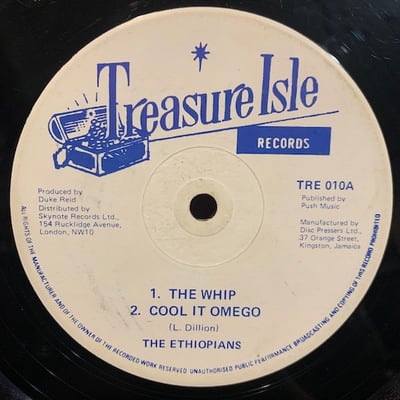 Treasure Isle
RECORDS
TRE 010A
Produced by
Duke Reid
Distributed by
Skynote Records Ltd.,
154 Rucklidge Avenue,
London, NW10
Published by
Push Music
Manufactured by
Disc Pressers Ltd.,
37 Orange Street,
Kingston, Jamaica
1. THE WHIP
2. COOL IT OMEGO
(L. Dillion)
THE ETHIOPIANS
ALL RIGHTS OF THE MANUFACTURER AND OF THE OWNER OF THE RECORDED WORK RESERVED UNAUTHORISED PUBLIC PERFORMANCE BROADCASTING AND COPYING OF THIS RECORD PROHIBITED